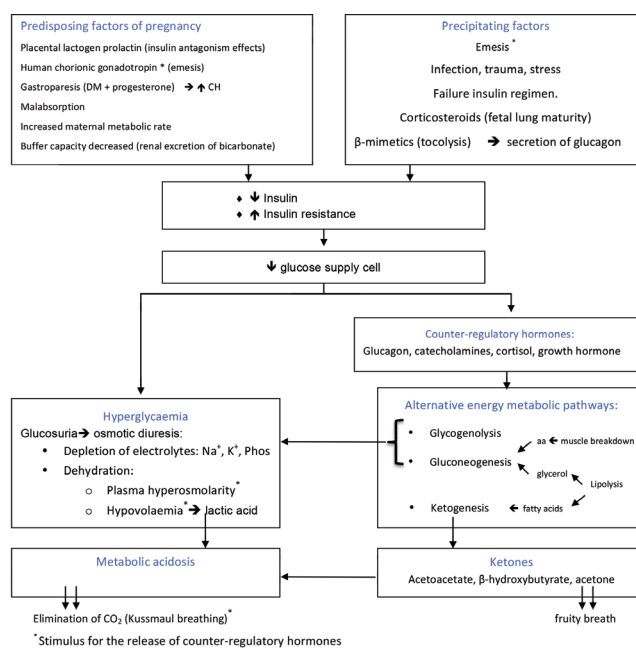 Predisposing factors of pregnancy
Placental lactogen prolactin (insulin antagonism effects)
Human chorionic gonadotropin * (emesis)
Gastroparesis (DM + progesterone) → ↑ CH
Malabsorption
Increased maternal metabolic rate
Buffer capacity decreased (renal excretion of bicarbonate)
Precipitating factors
Emesis *
Infection, trauma, stress
Failure insulin regimen.
Corticosteroids (fetal lung maturity)
β-mimetics (tocolysis) → secretion of glucagon
♦ ↓ Insulin
♦ ↑ Insulin resistance
↓ glucose supply cell
Counter-regulatory hormones:
Glucagon, catecholamines, cortisol, growth hormone
Hyperglycaemia
Glucosuria→ osmotic diuresis:
• Depletion of electrolytes: Na⁺, K⁺, Phos
• Dehydration:
o Plasma hyperosmolarity*
o Hypovolaemia* → lactic acid
Alternative energy metabolic pathways:
• Glycogenolysis
• Gluconeogenesis
aa ← muscle breakdown
glycerol
Lipolysis
• Ketogenesis ← fatty acids
Metabolic acidosis
Ketones
Acetoacetate, β-hydroxybutyrate, acetone
Elimination of CO₂ (Kussmaul breathing)*
fruity breath
*Stimulus for the release of counter-regulatory hormones